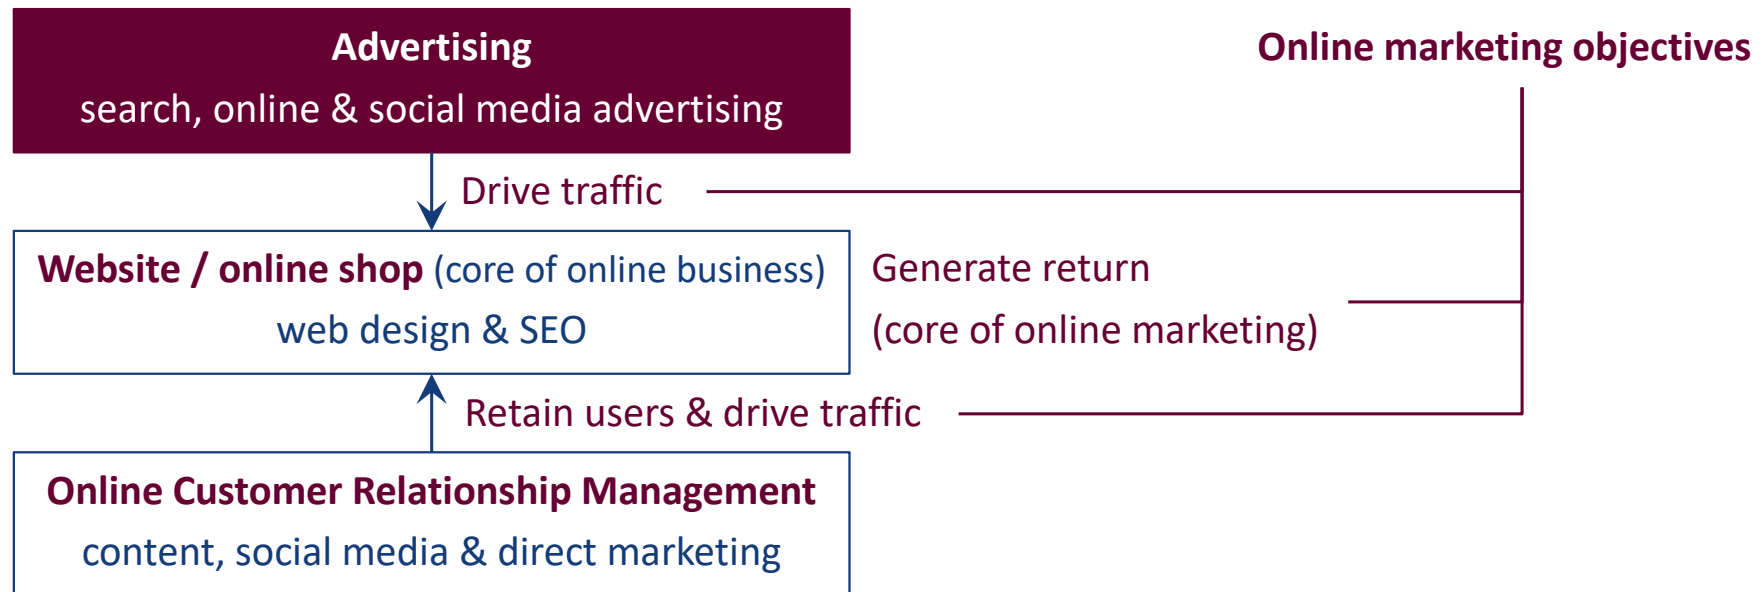 Advertising
search, online & social media advertising
Online marketing objectives
Drive traffic
Website / online shop (core of online business)
web design & SEO
Generate return
(core of online marketing)
Retain users & drive traffic
Online Customer Relationship Management
content, social media & direct marketing